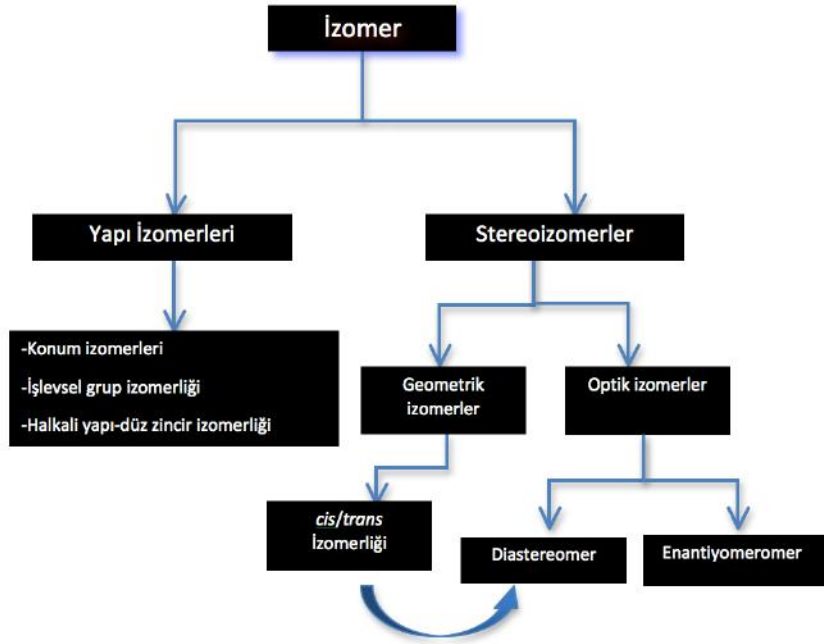 İzomer
Yapı İzomerleri
Stereoizomerler
-Konum izomerleri
-İşlevsel grup izomerliği
-Halkali yapı-düz zincir izomerliği
Geometrik
izomerler
Optik izomerler
cis/trans
İzomerliği
Diastereomer
Enantiyomeromer